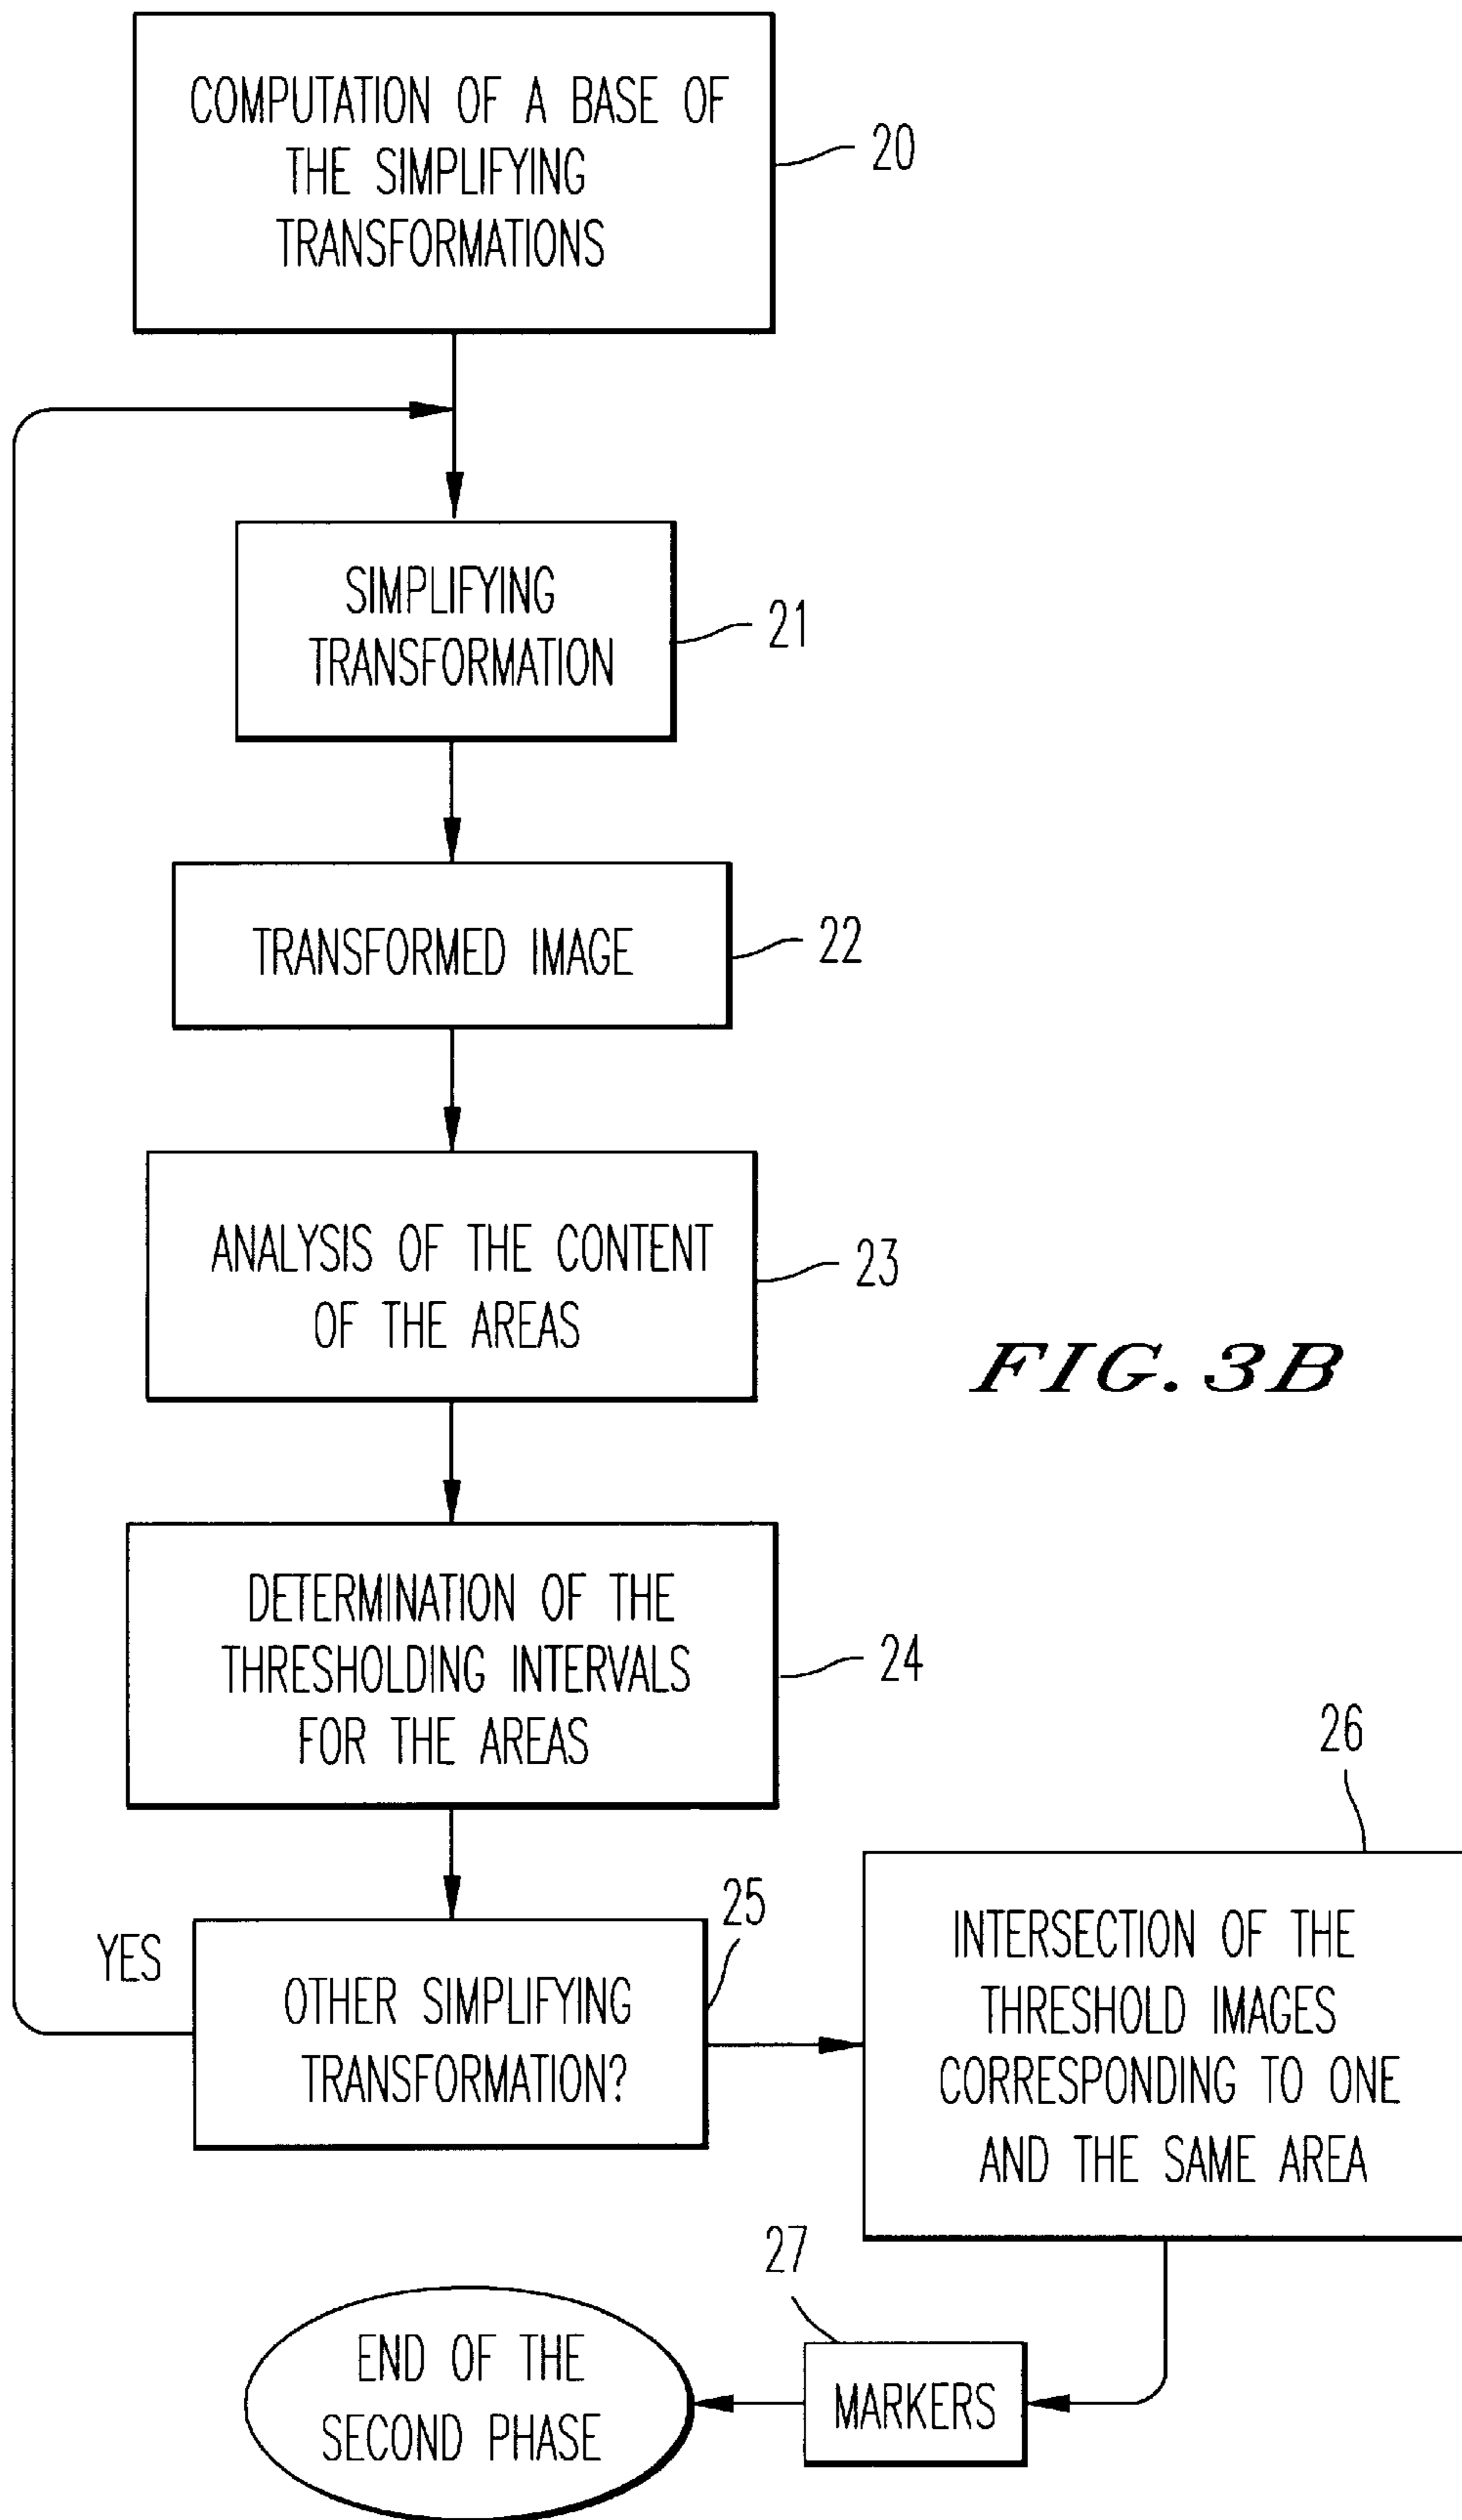 COMPUTATION OF A BASE OF
THE SIMPLIFYING
TRANSFORMATIONS
20
SIMPLIFYING
TRANSFORMATION
21
TRANSFORMED IMAGE
22
ANALYSIS OF THE CONTENT
OF THE AREAS
23
FIG. 3B
DETERMINATION OF THE
THRESHOLDING INTERVALS
FOR THE AREAS
24
YES
OTHER SIMPLIFYING
TRANSFORMATION?
25
26
INTERSECTION OF THE
THRESHOLD IMAGES
CORRESPONDING TO ONE
AND THE SAME AREA
27
MARKERS
END OF THE
SECOND PHASE